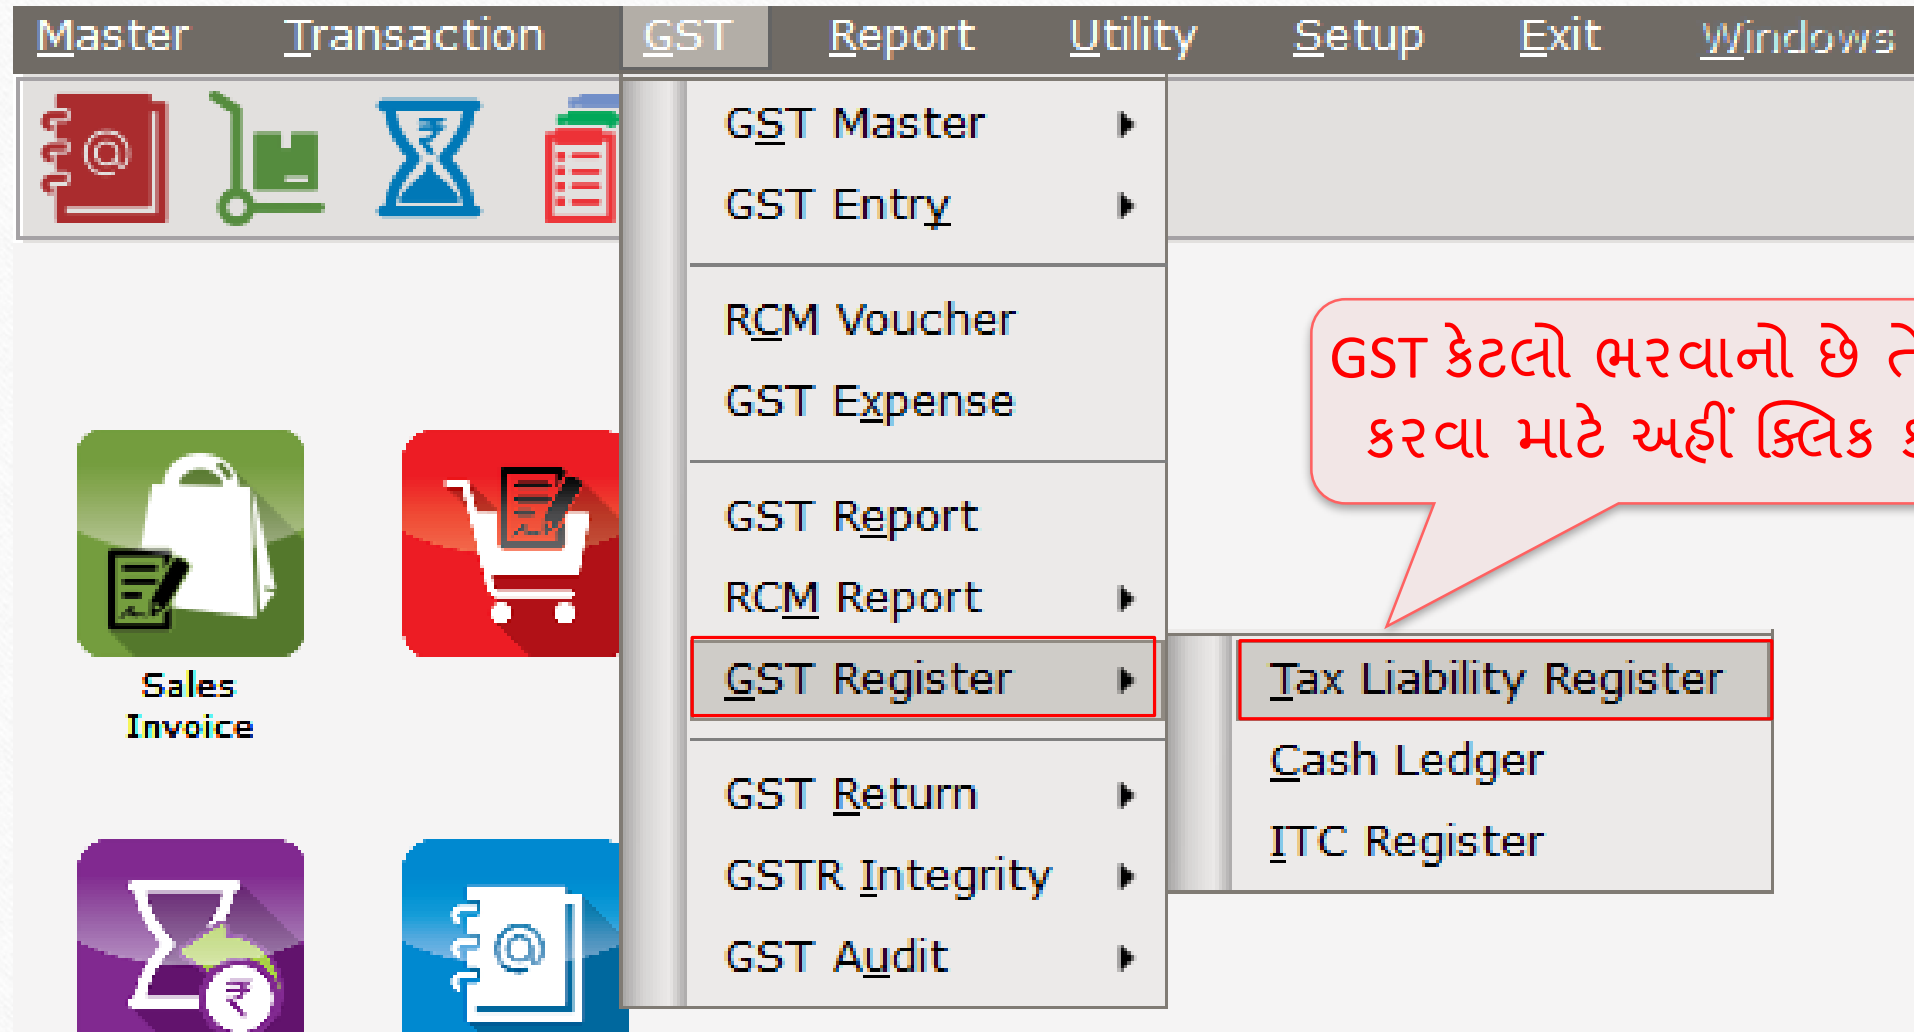 Master Transaction GST Report Utility Setup Exit Windows
GST Master
GST Entry
RCM Voucher
GST Expense
GST Report
RCM Report
GST Register
GST Return
GSTR Integrity
GST Audit
GST કેટલો ભરવાનો છે
કરવા માટે અહીં ક્લિક
Tax Liability Register
Cash Ledger
ITC Register
Sales
Invoice